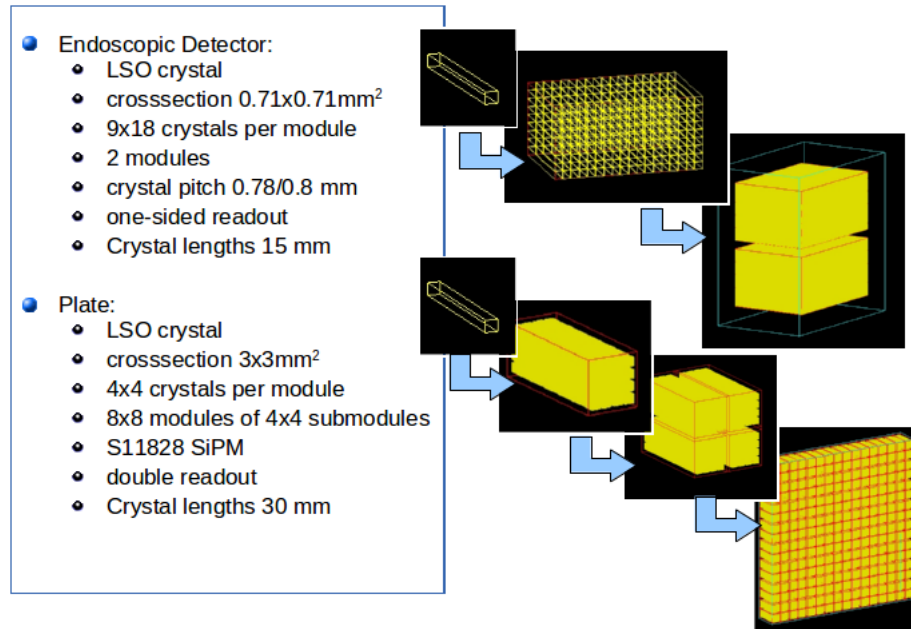 Endoscopic Detector:
LSO crystal
crosssection 0.71x0.71mm²
9x18 crystals per module
2 modules
crystal pitch 0.78/0.8 mm
one-sided readout
Crystal lengths 15 mm
Plate:
LSO crystal
crosssection 3x3mm²
4x4 crystals per module
8x8 modules of 4x4 submodules
S11828 SiPM
double readout
Crystal lengths 30 mm